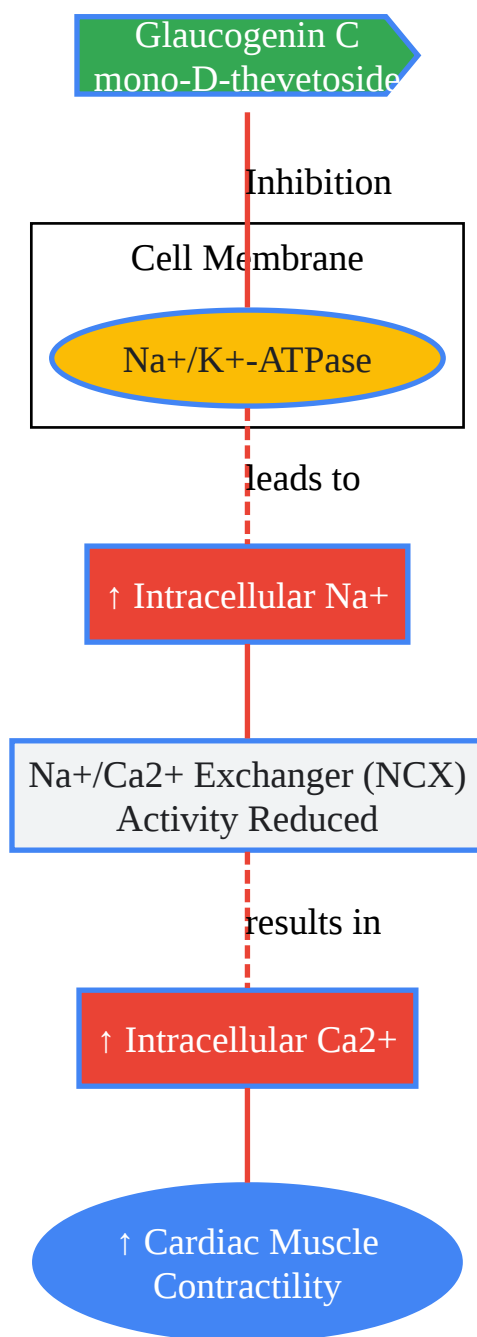 Glaucogenin C
mono-D-thevetoside
Inhibition
Cell Membrane
Na+/K+-ATPase
leads to
↑ Intracellular Na+
Na+/Ca2+ Exchanger (NCX)
Activity Reduced
results in
↑ Intracellular Ca2+
↑ Cardiac Muscle
Contractility